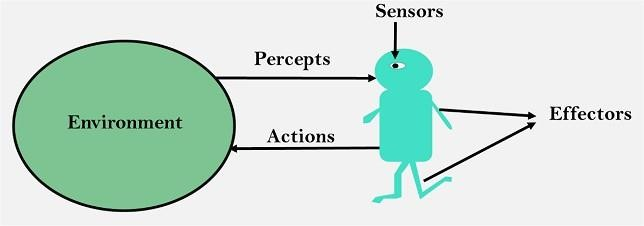 Sensors
Percepts
Environment
Effectors
Actions